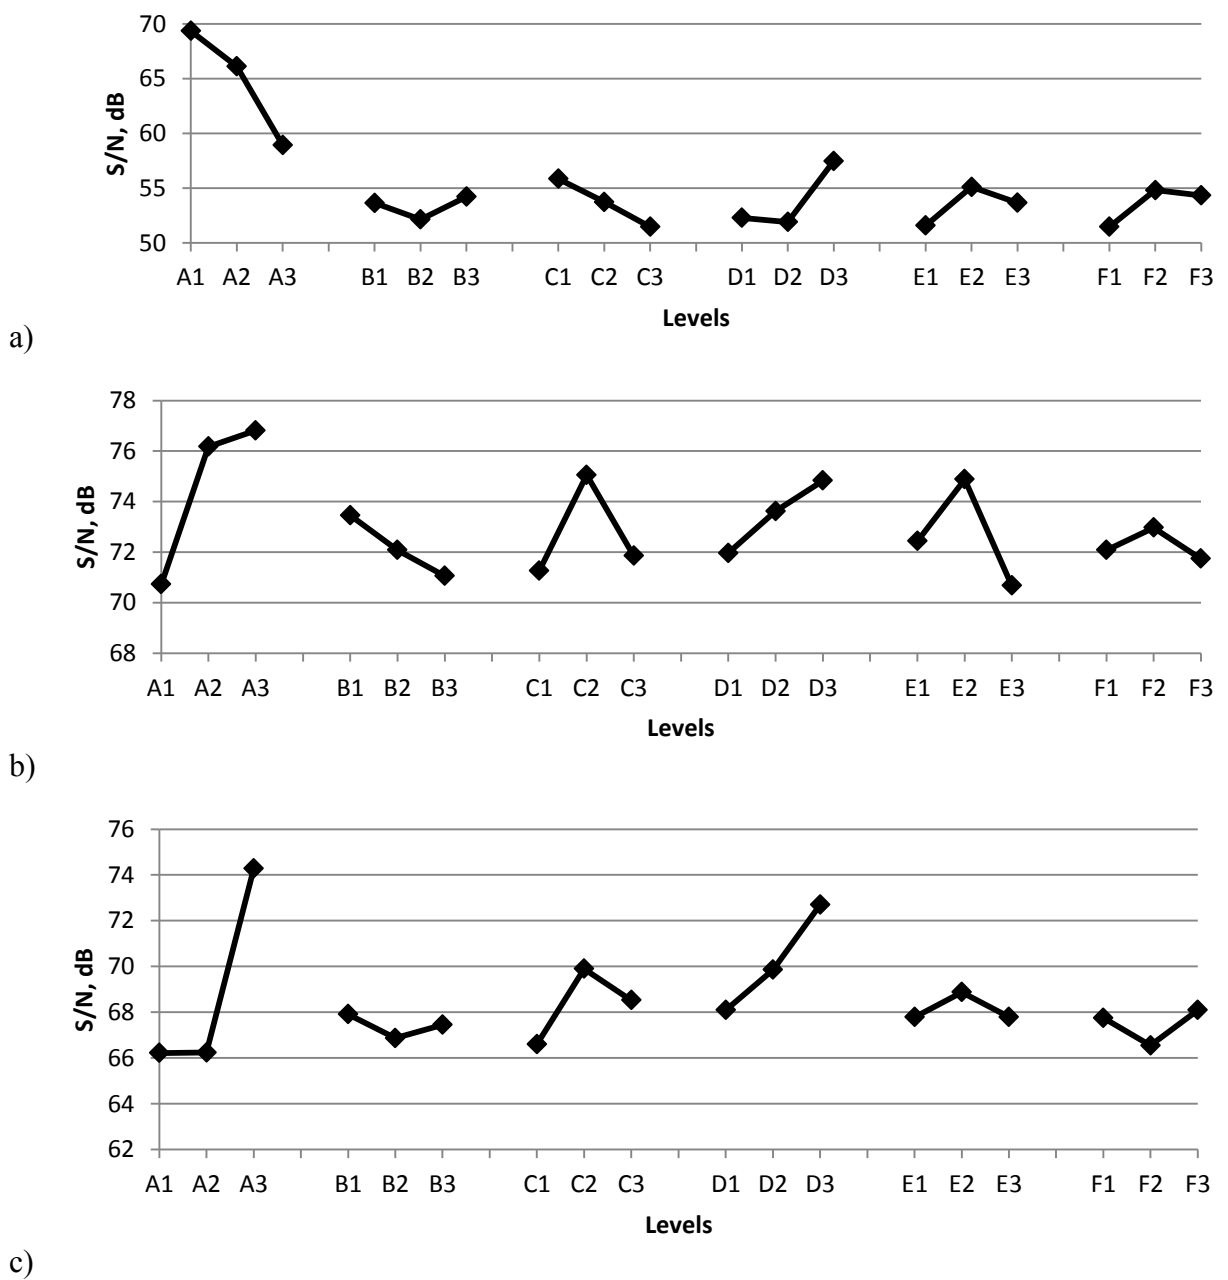 70
65
60
55
50
S/N, dB
A1 A2 A3 B1 B2 B3 C1 C2 C3 D1 D2 D3 E1 E2 E3 F1 F2 F3
Levels
a)
78
76
74
72
70
68
S/N, dB
A1 A2 A3 B1 B2 B3 C1 C2 C3 D1 D2 D3 E1 E2 E3 F1 F2 F3
Levels
b)
76
74
72
70
68
66
64
62
S/N, dB
A1 A2 A3 B1 B2 B3 C1 C2 C3 D1 D2 D3 E1 E2 E3 F1 F2 F3
Levels
c)